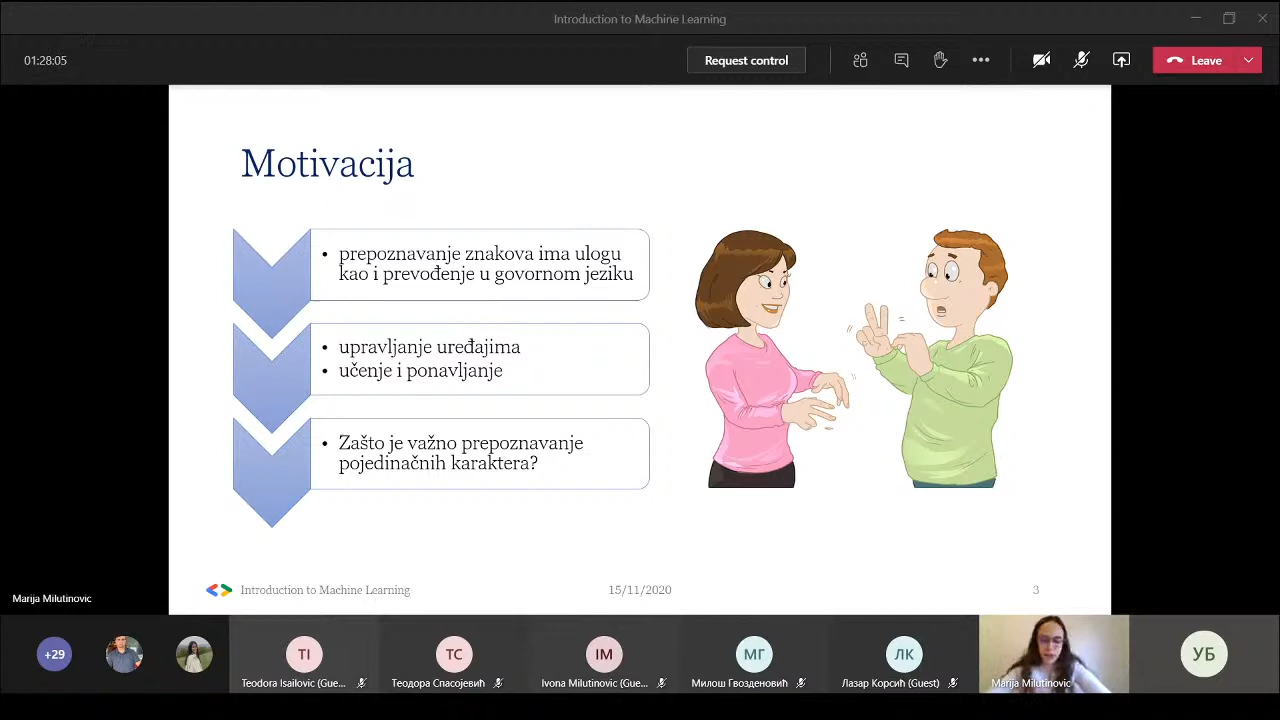 Introduction to Machine Learning
01:28:05
Request control
Leave
Motivacija
• prepoznavanje znakova ima ulogu
kao i prevođenje u govornom jeziku
• upravljanje uređajima
• učenje i ponavljanje
• Zašto je važno prepoznavanje
pojedinačnih karaktera?
Introduction to Machine Learning
15/11/2020
3
Marija Milutinovic
+29
TI
TC
IM
МГ
ЛК
УБ
Teodora Isailovic (Gue...
Теодора Спасојевић
Ivona Milutinovic (Gue...
Милош Гвозденовић
Лазар Корсић (Guest)
Marija Milutinovic